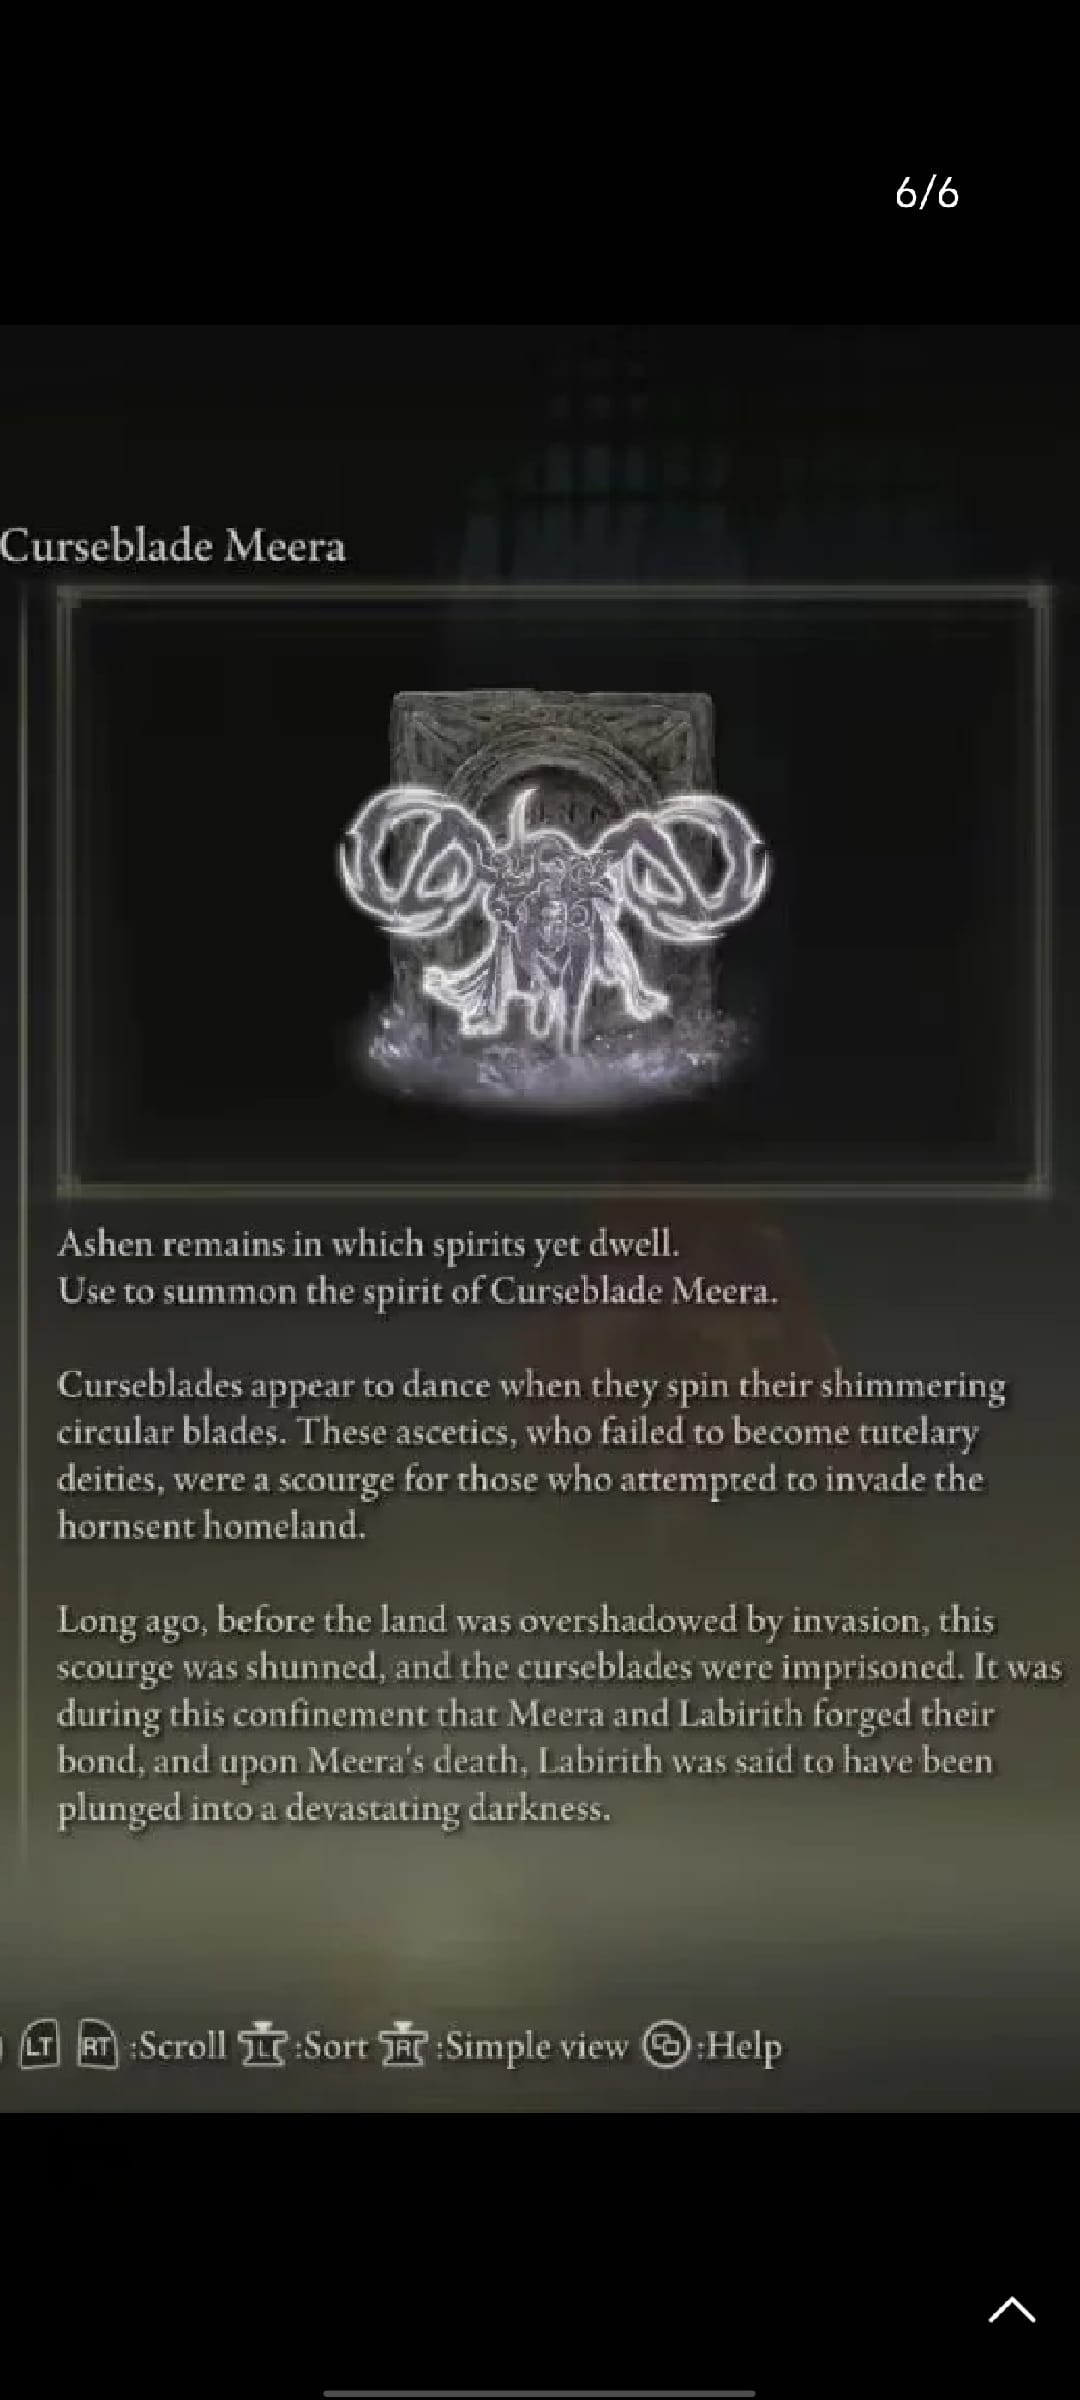 6/6
Curseblade Meera
Ashen remains in which spirits yet dwell.
Use to summon the spirit of Curseblade Meera.
Curseblades appear to dance when they spin their shimmering
circular blades. These ascetics, who failed to become tutelary
deities, were a scourge for those who attempted to invade the
hornsent homeland.
Long ago, before the land was overshadowed by invasion, this
scourge was shunned, and the curseblades were imprisoned. It was
during this confinement that Meera and Labirith forged their
bond, and upon Meera's death, Labirith was said to have been
plunged into a devastating darkness.
LT RT :Scroll L :Sort R :Simple view :Help